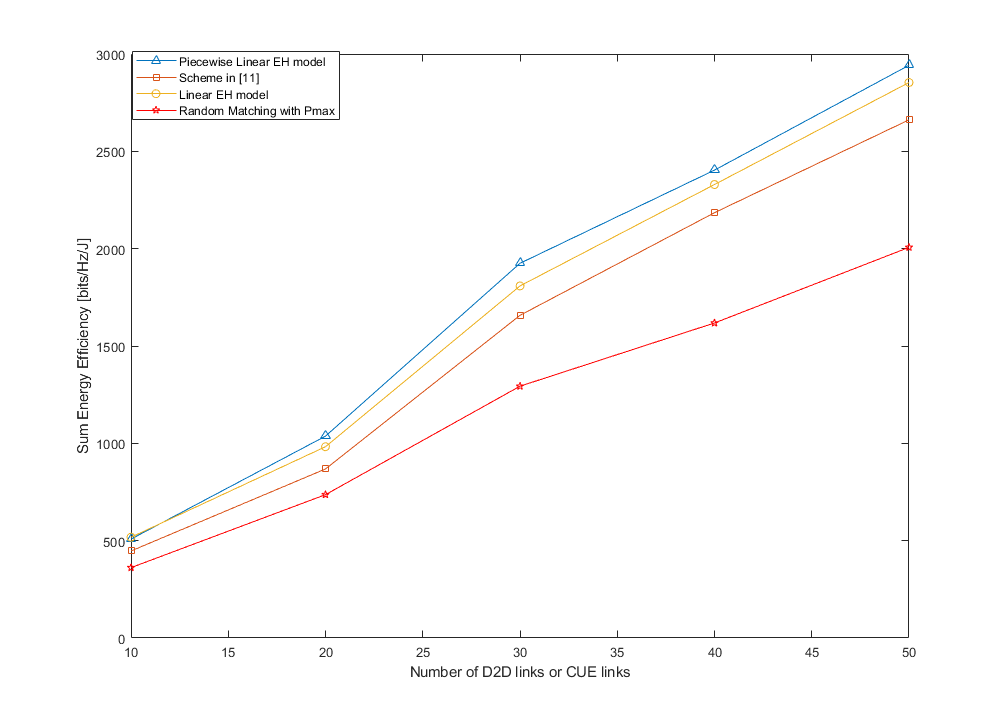 Piecewise Linear EH model
Scheme in [11]
Linear EH model
Random Matching with Pmax
Sum Energy Efficiency [bits/Hz/J]
3000
2500
2000
1500
1000
500
0
10 15 20 25 30 35 40 45 50
Number of D2D links or CUE links